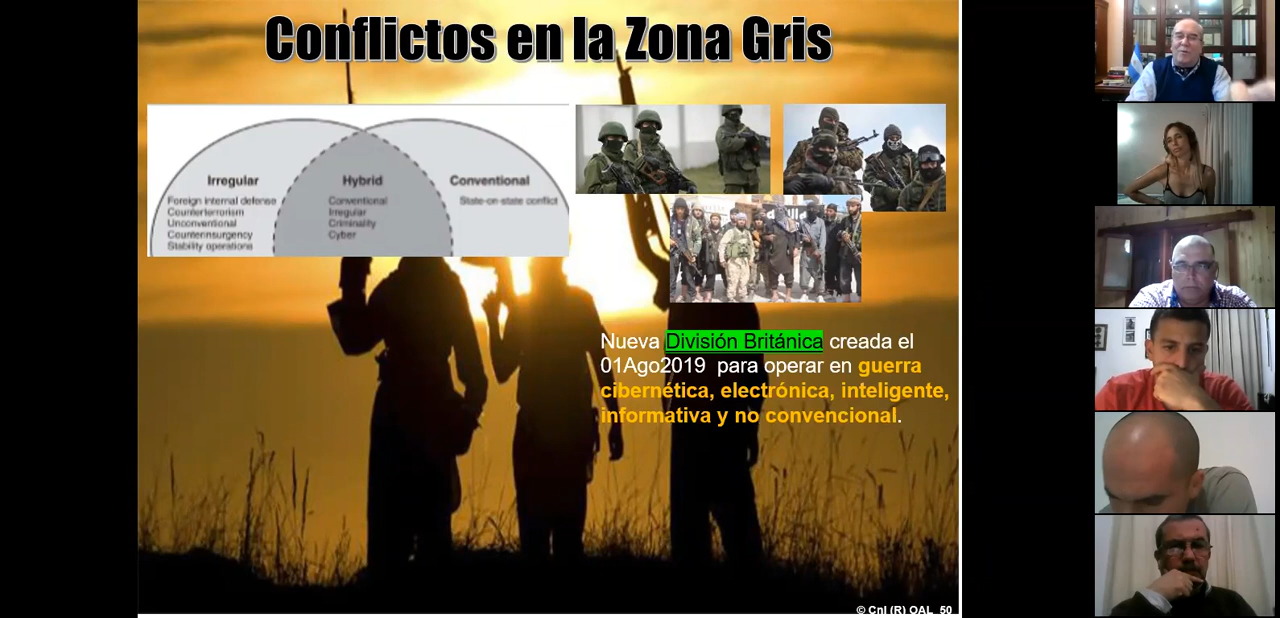 Conflictos en la Zona Gris
Irregular
Foreign internal defense
Counterterrorism
Unconventional
Counterinsurgency
Stability operations
Hybrid
Conventional
Irregular
Criminality
Cyber
Conventional
State-on-state conflict
Nueva División Británica creada el
01Ago2019 para operar en guerra
cibernética, electrónica, inteligente,
informativa y no convencional.
© Cnl (R) OAL 50